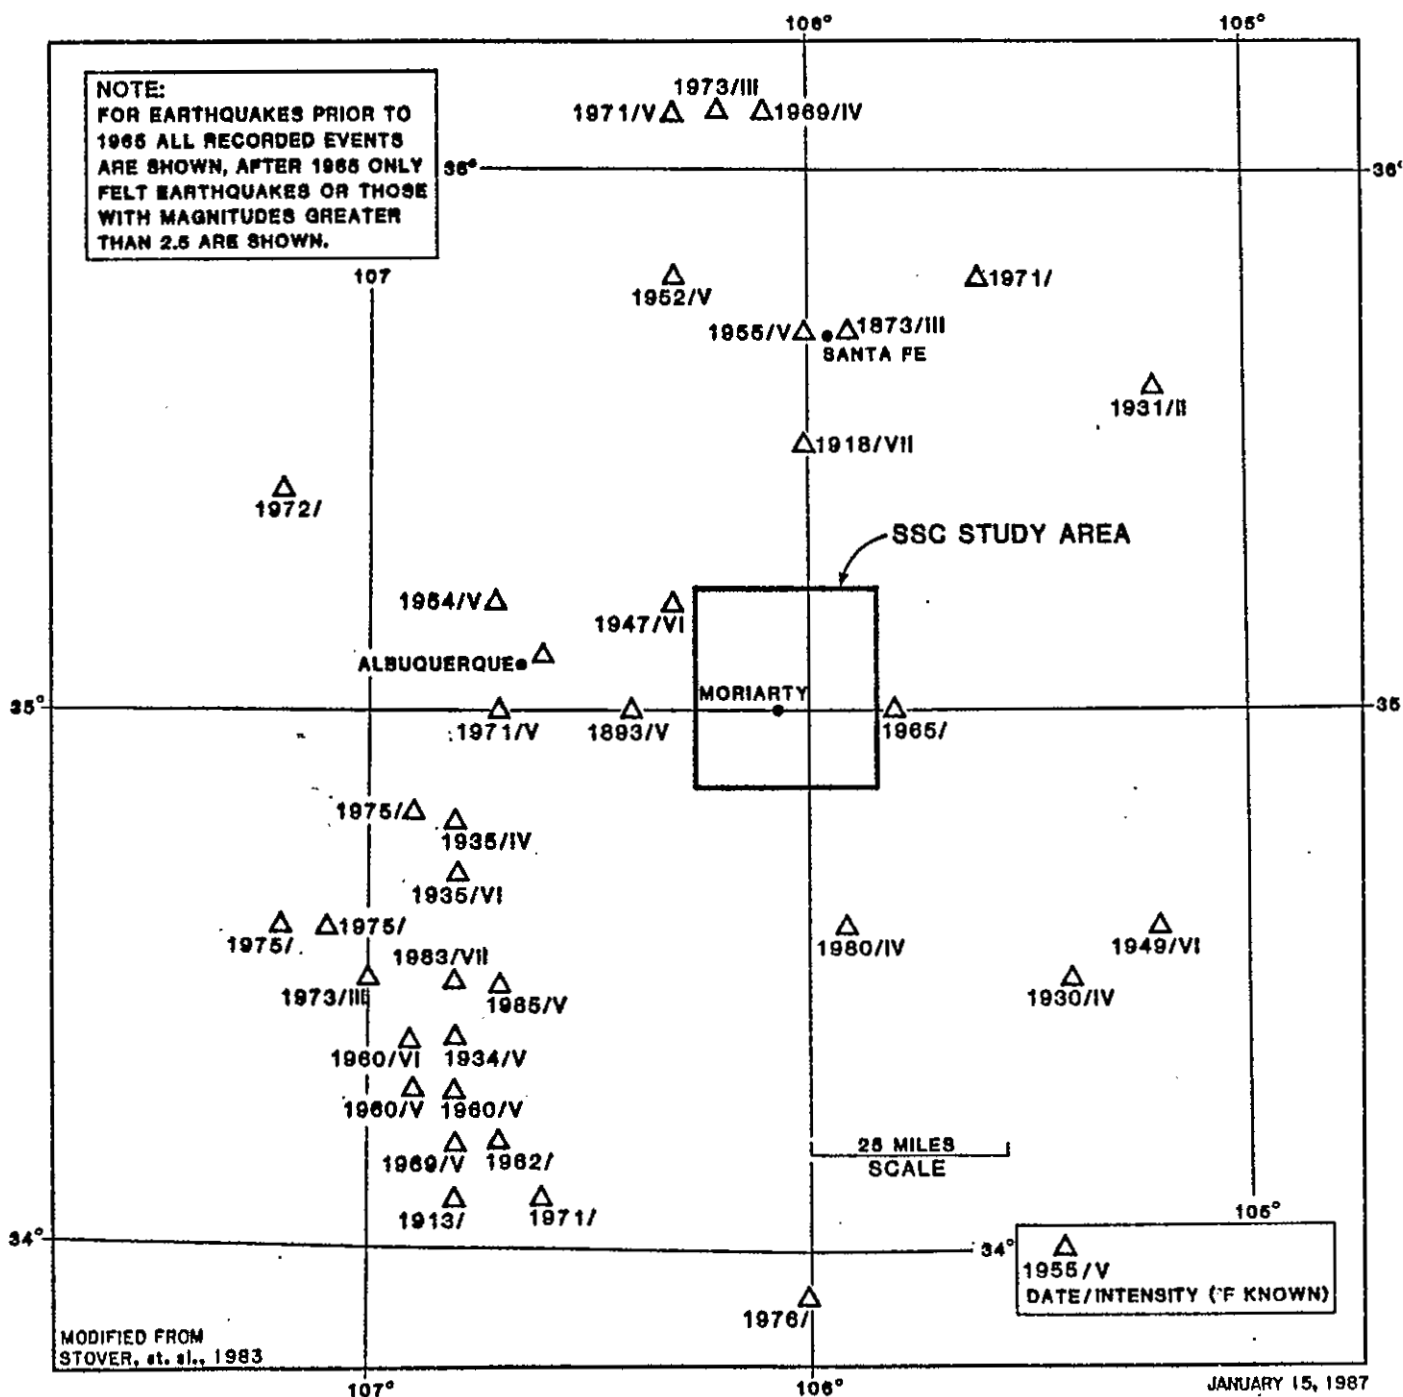 106°
105°
NOTE:
FOR EARTHQUAKES PRIOR TO
1965 ALL RECORDED EVENTS
ARE SHOWN, AFTER 1965 ONLY
FELT EARTHQUAKES OR THOSE
WITH MAGNITUDES GREATER
THAN 2.5 ARE SHOWN.
1973/III
1971/V
1969/IV
36°
36°
107
1952/V
1971/
1955/V
1873/III
SANTA FE
1931/II
1918/VII
1972/
SSC STUDY AREA
1954/V
1947/VI
ALBUQUERQUE
MORIARTY
35°
35
1971/V
1893/V
1965/
1975/
1935/IV
1935/VI
1975/
1975/
1980/IV
1949/VI
1983/VII
1973/III
1985/V
1930/IV
1960/VI
1934/V
1960/V
1960/V
1969/V
1962/
25 MILES
SCALE
1913/
1971/
105°
34°
34°
1955/V
DATE/INTENSITY (IF KNOWN)
1976/
MODIFIED FROM
STOVER, et. al., 1983
107°
106°
JANUARY 15, 1987